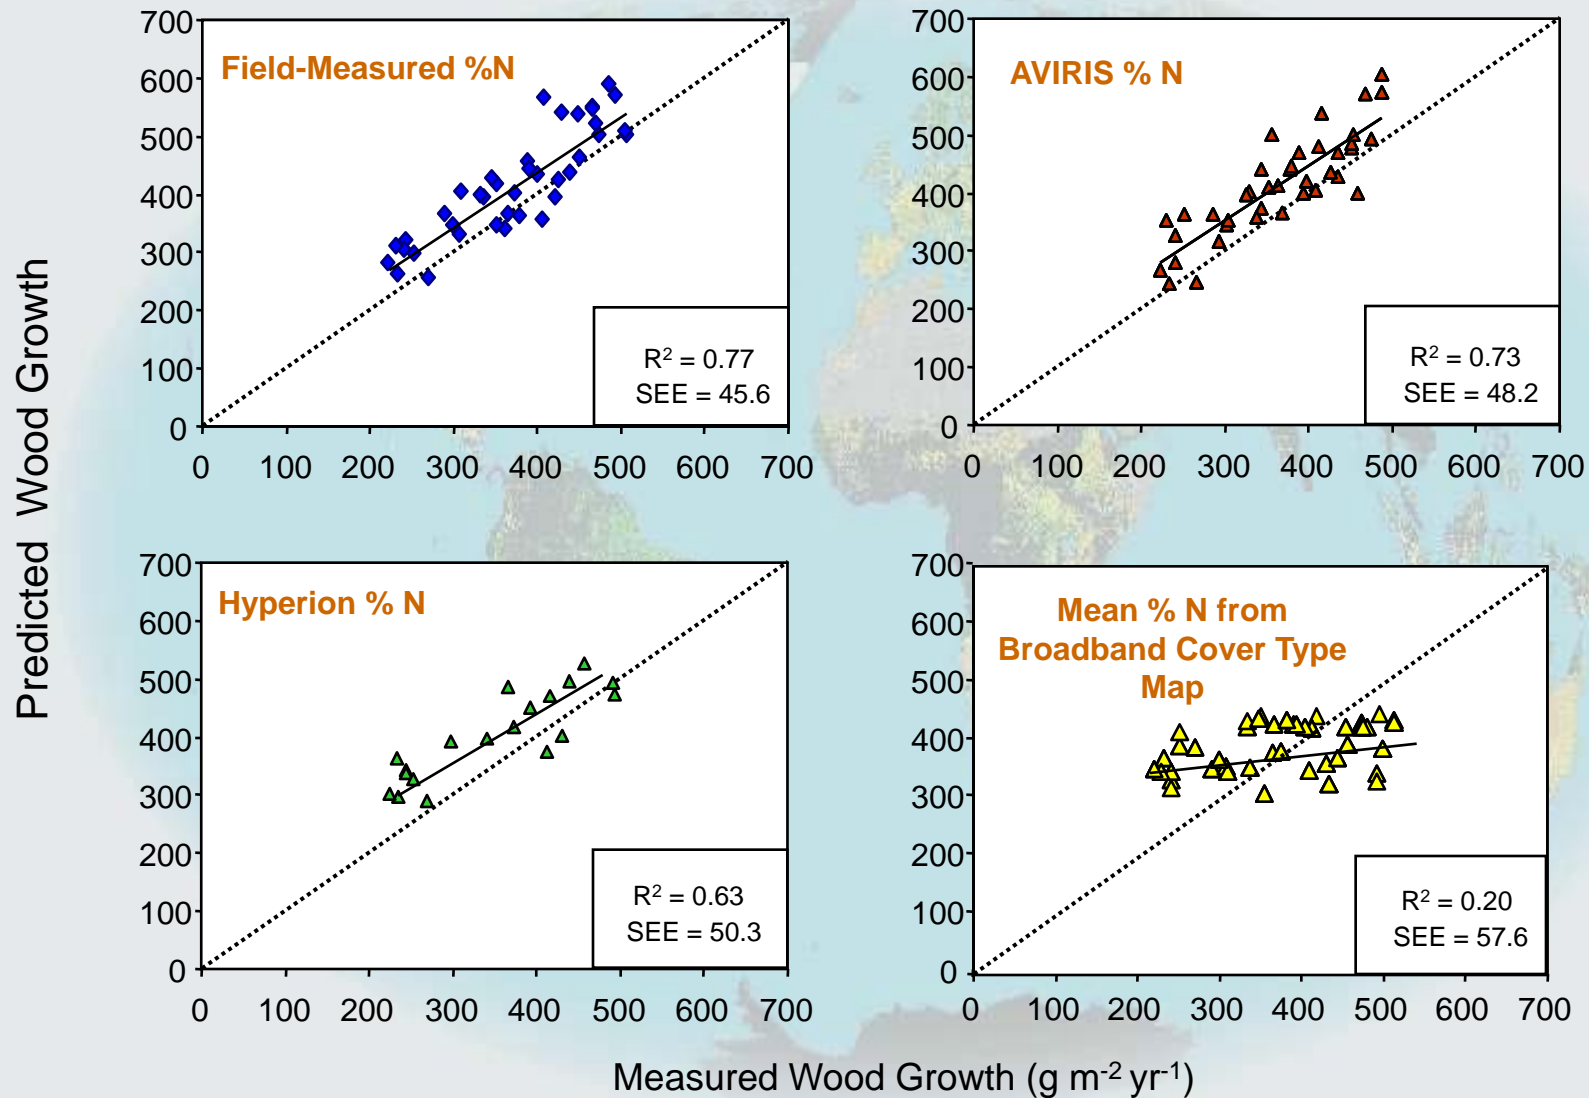 Predicted Wood Growth
700
600
500
400
300
200
100
0
Field-Measured %N
R² = 0.77
SEE = 45.6
0 100 200 300 400 500 600 700
700
600
500
400
300
200
100
0
AVIRIS % N
R² = 0.73
SEE = 48.2
0 100 200 300 400 500 600 700
700
600
500
400
300
200
100
0
Hyperion % N
R² = 0.63
SEE = 50.3
0 100 200 300 400 500 600 700
700
600
500
400
300
200
100
0
Mean % N from
Broadband Cover Type
Map
R² = 0.20
SEE = 57.6
0 100 200 300 400 500 600 700
Measured Wood Growth (g m⁻² yr⁻¹)